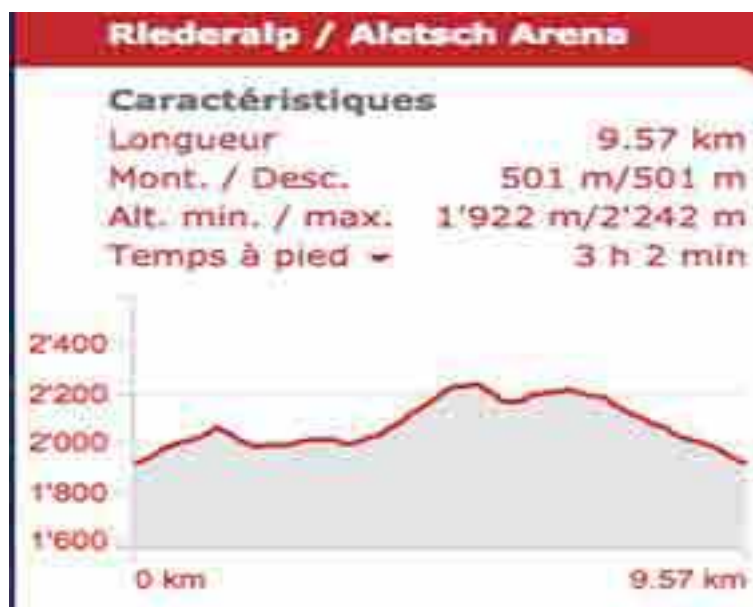 Riederalp / Aletsch Arena
Caractéristiques
Longueur 9.57 km
Mont. / Desc. 501 m/501 m
Alt. min. / max. 1'922 m/2'242 m
Temps à pied 3 h 2 min
2'400
2'200
2'000
1'800
1'600
0 km 9.57 km